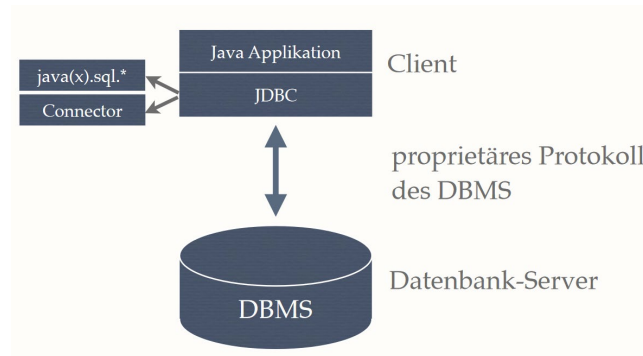 Java Applikation
Client
java(x).sql.*
JDBC
Connector
proprietäres Protokoll
des DBMS
Datenbank-Server
DBMS